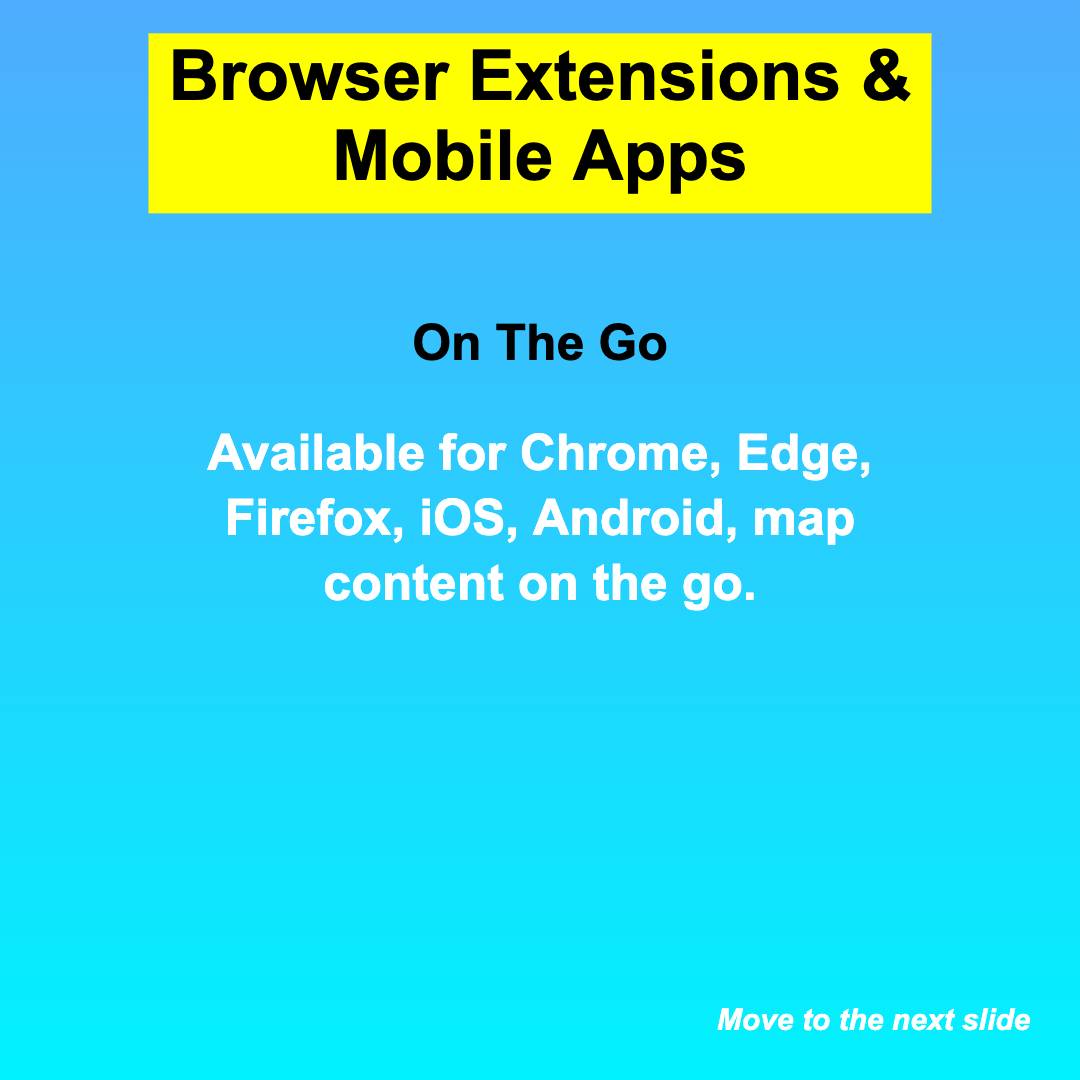 Browser Extensions &
Mobile Apps
On The Go
Available for Chrome, Edge,
Firefox, iOS, Android, map
content on the go.
Move to the next slide